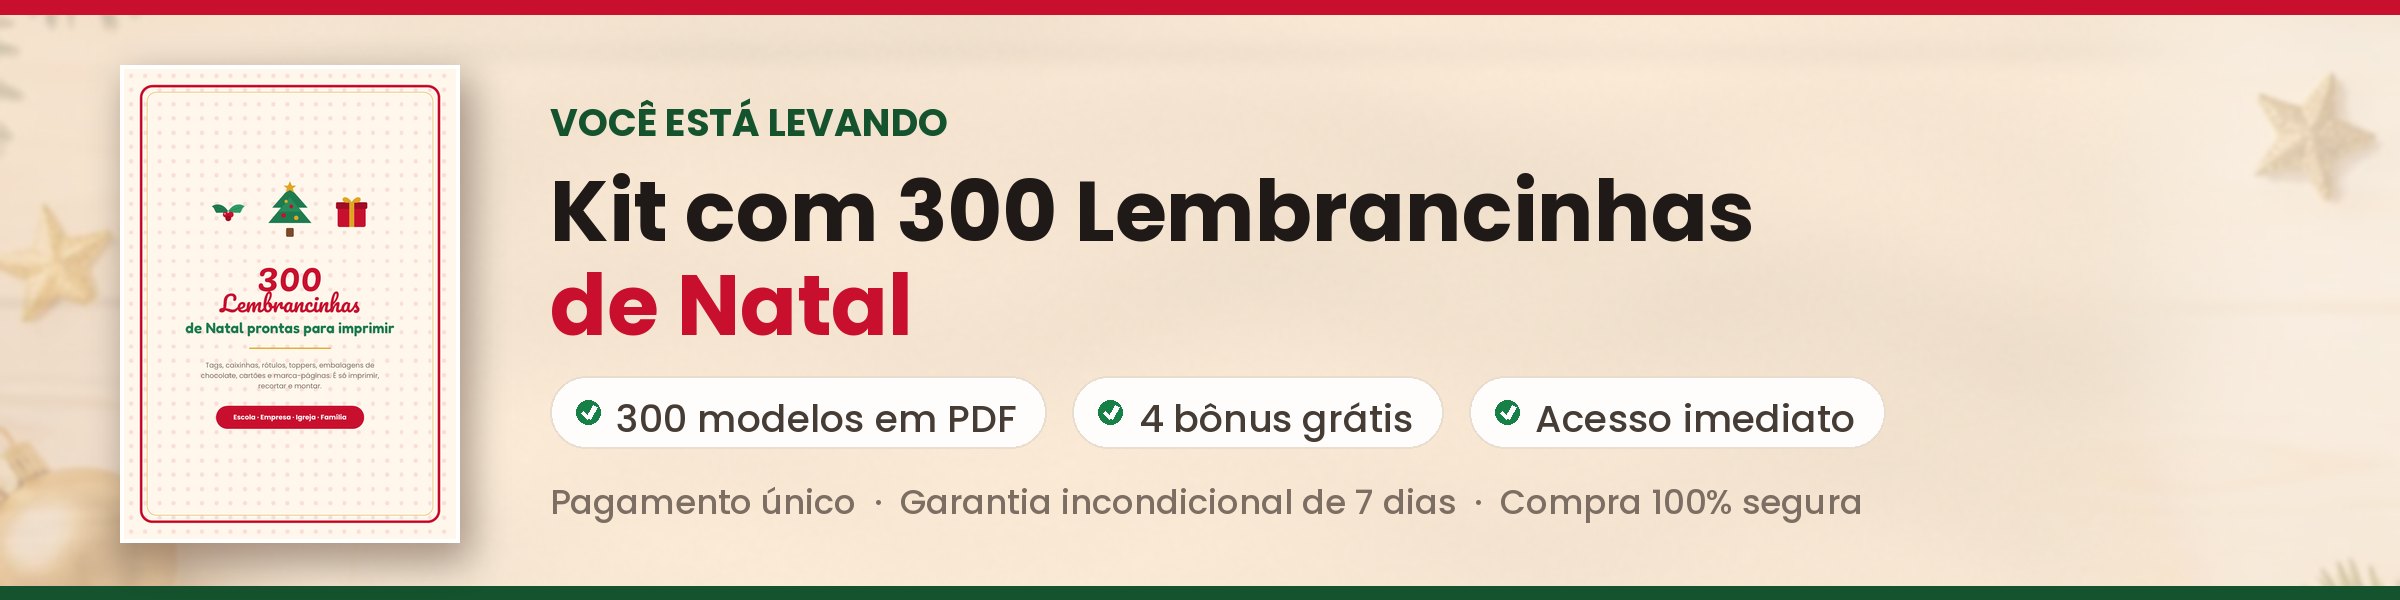 300
Lembrancinhas
de Natal prontas para imprimir
Tags, caixinhas, rótulos, toppers, embalagens de
chocolate, cartões e marca-páginas. É só imprimir,
recortar e montar.
Escola · Empresa · Igreja · Família
VOCÊ ESTÁ LEVANDO
Kit com 300 Lembrancinhas
de Natal
300 modelos em PDF
4 bônus grátis
Acesso imediato
Pagamento único · Garantia incondicional de 7 dias · Compra 100% segura